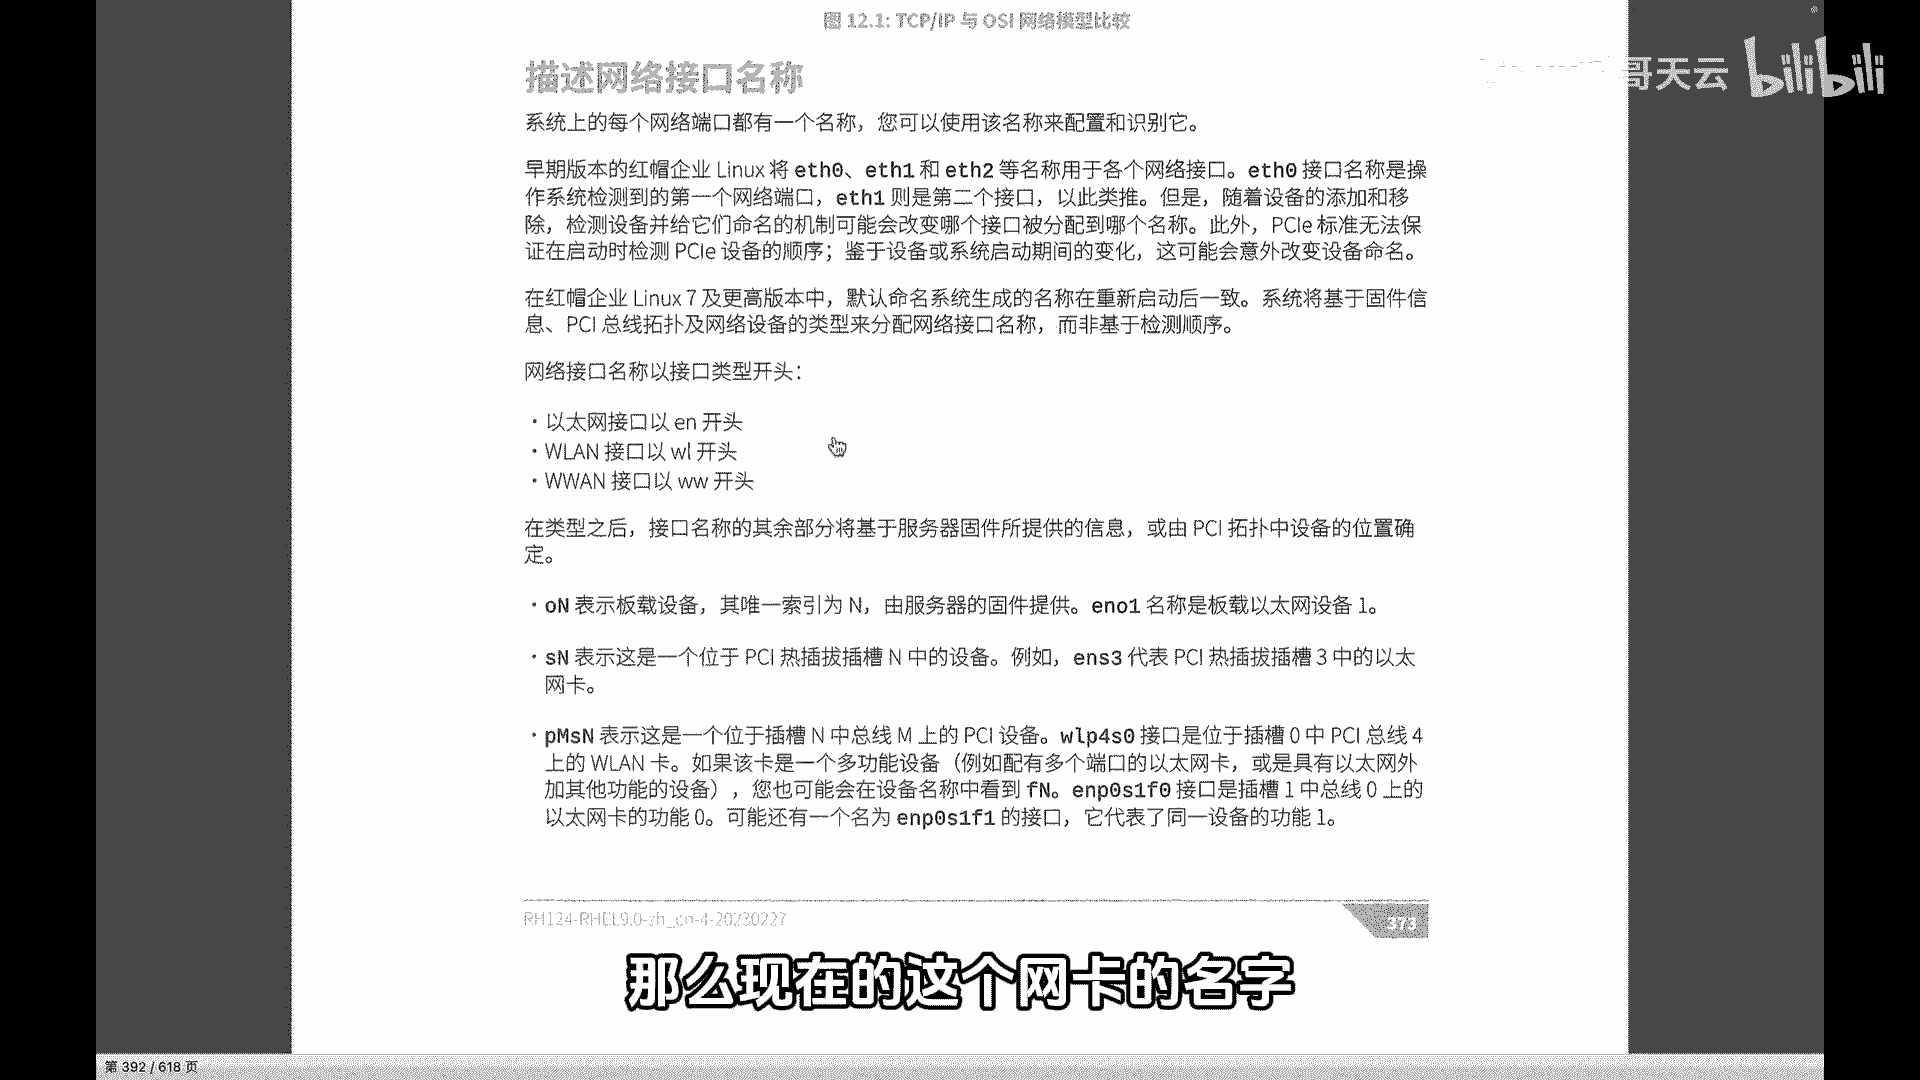 图 12.1: TCP/IP 与 OSI 网络模型比较
描述网络接口名称
哥天云 bilibili
系统上的每个网络端口都有一个名称，您可以使用该名称来配置和识别它。
早期版本的红帽企业 Linux 将 eth0、eth1 和 eth2 等名称用于各个网络接口。eth0 接口名称是操
作系统检测到的第一个网络端口，eth1 则是第二个接口，以此类推。但是，随着设备的添加和移
除，检测设备并给它们命名的机制可能会改变哪个接口被分配到哪个名称。此外，PCIe 标准无法保
证在启动时检测 PCIe 设备的顺序；鉴于设备或系统启动期间的变化，这可能会意外改变设备命名。
在红帽企业 Linux 7 及更高版本中，默认命名系统生成的名称在重新启动后一致。系统将基于固件信
息、PCI 总线拓扑及网络设备的类型来分配网络接口名称，而非基于检测顺序。
网络接口名称以接口类型开头：
・以太网接口以 en 开头
・WLAN 接口以 wl 开头
・WWAN 接口以 ww 开头
在类型之后，接口名称的其余部分将基于服务器固件所提供的信息，或由 PCI 拓扑中设备的位置确
定。
・oN 表示板载设备，其唯一索引为 N，由服务器的固件提供。eno1 名称是板载以太网设备 1。
・sN 表示这是一个位于 PCI 热插拔插槽 N 中的设备。例如，ens3 代表 PCI 热插拔插槽 3 中的以太
网卡。
・pMsN 表示这是一个位于插槽 N 中总线 M 上的 PCI 设备。wlp4s0 接口是位于插槽 0 中 PCI 总线 4
上的 WLAN 卡。如果该卡是一个多功能设备（例如配有多个端口的以太网卡，或是具有以太网外
加其他功能的设备），您也可能会在设备名称中看到 fN。enp0s1f0 接口是插槽 1 中总线 0 上的
以太网卡的功能 0。可能还有一个名为 enp0s1f1 的接口，它代表了同一设备的功能 1。
RH124-RHEL9.0-zh_cn-4-20230227
373
那么现在的这个网卡的名字
第 392 / 618 页